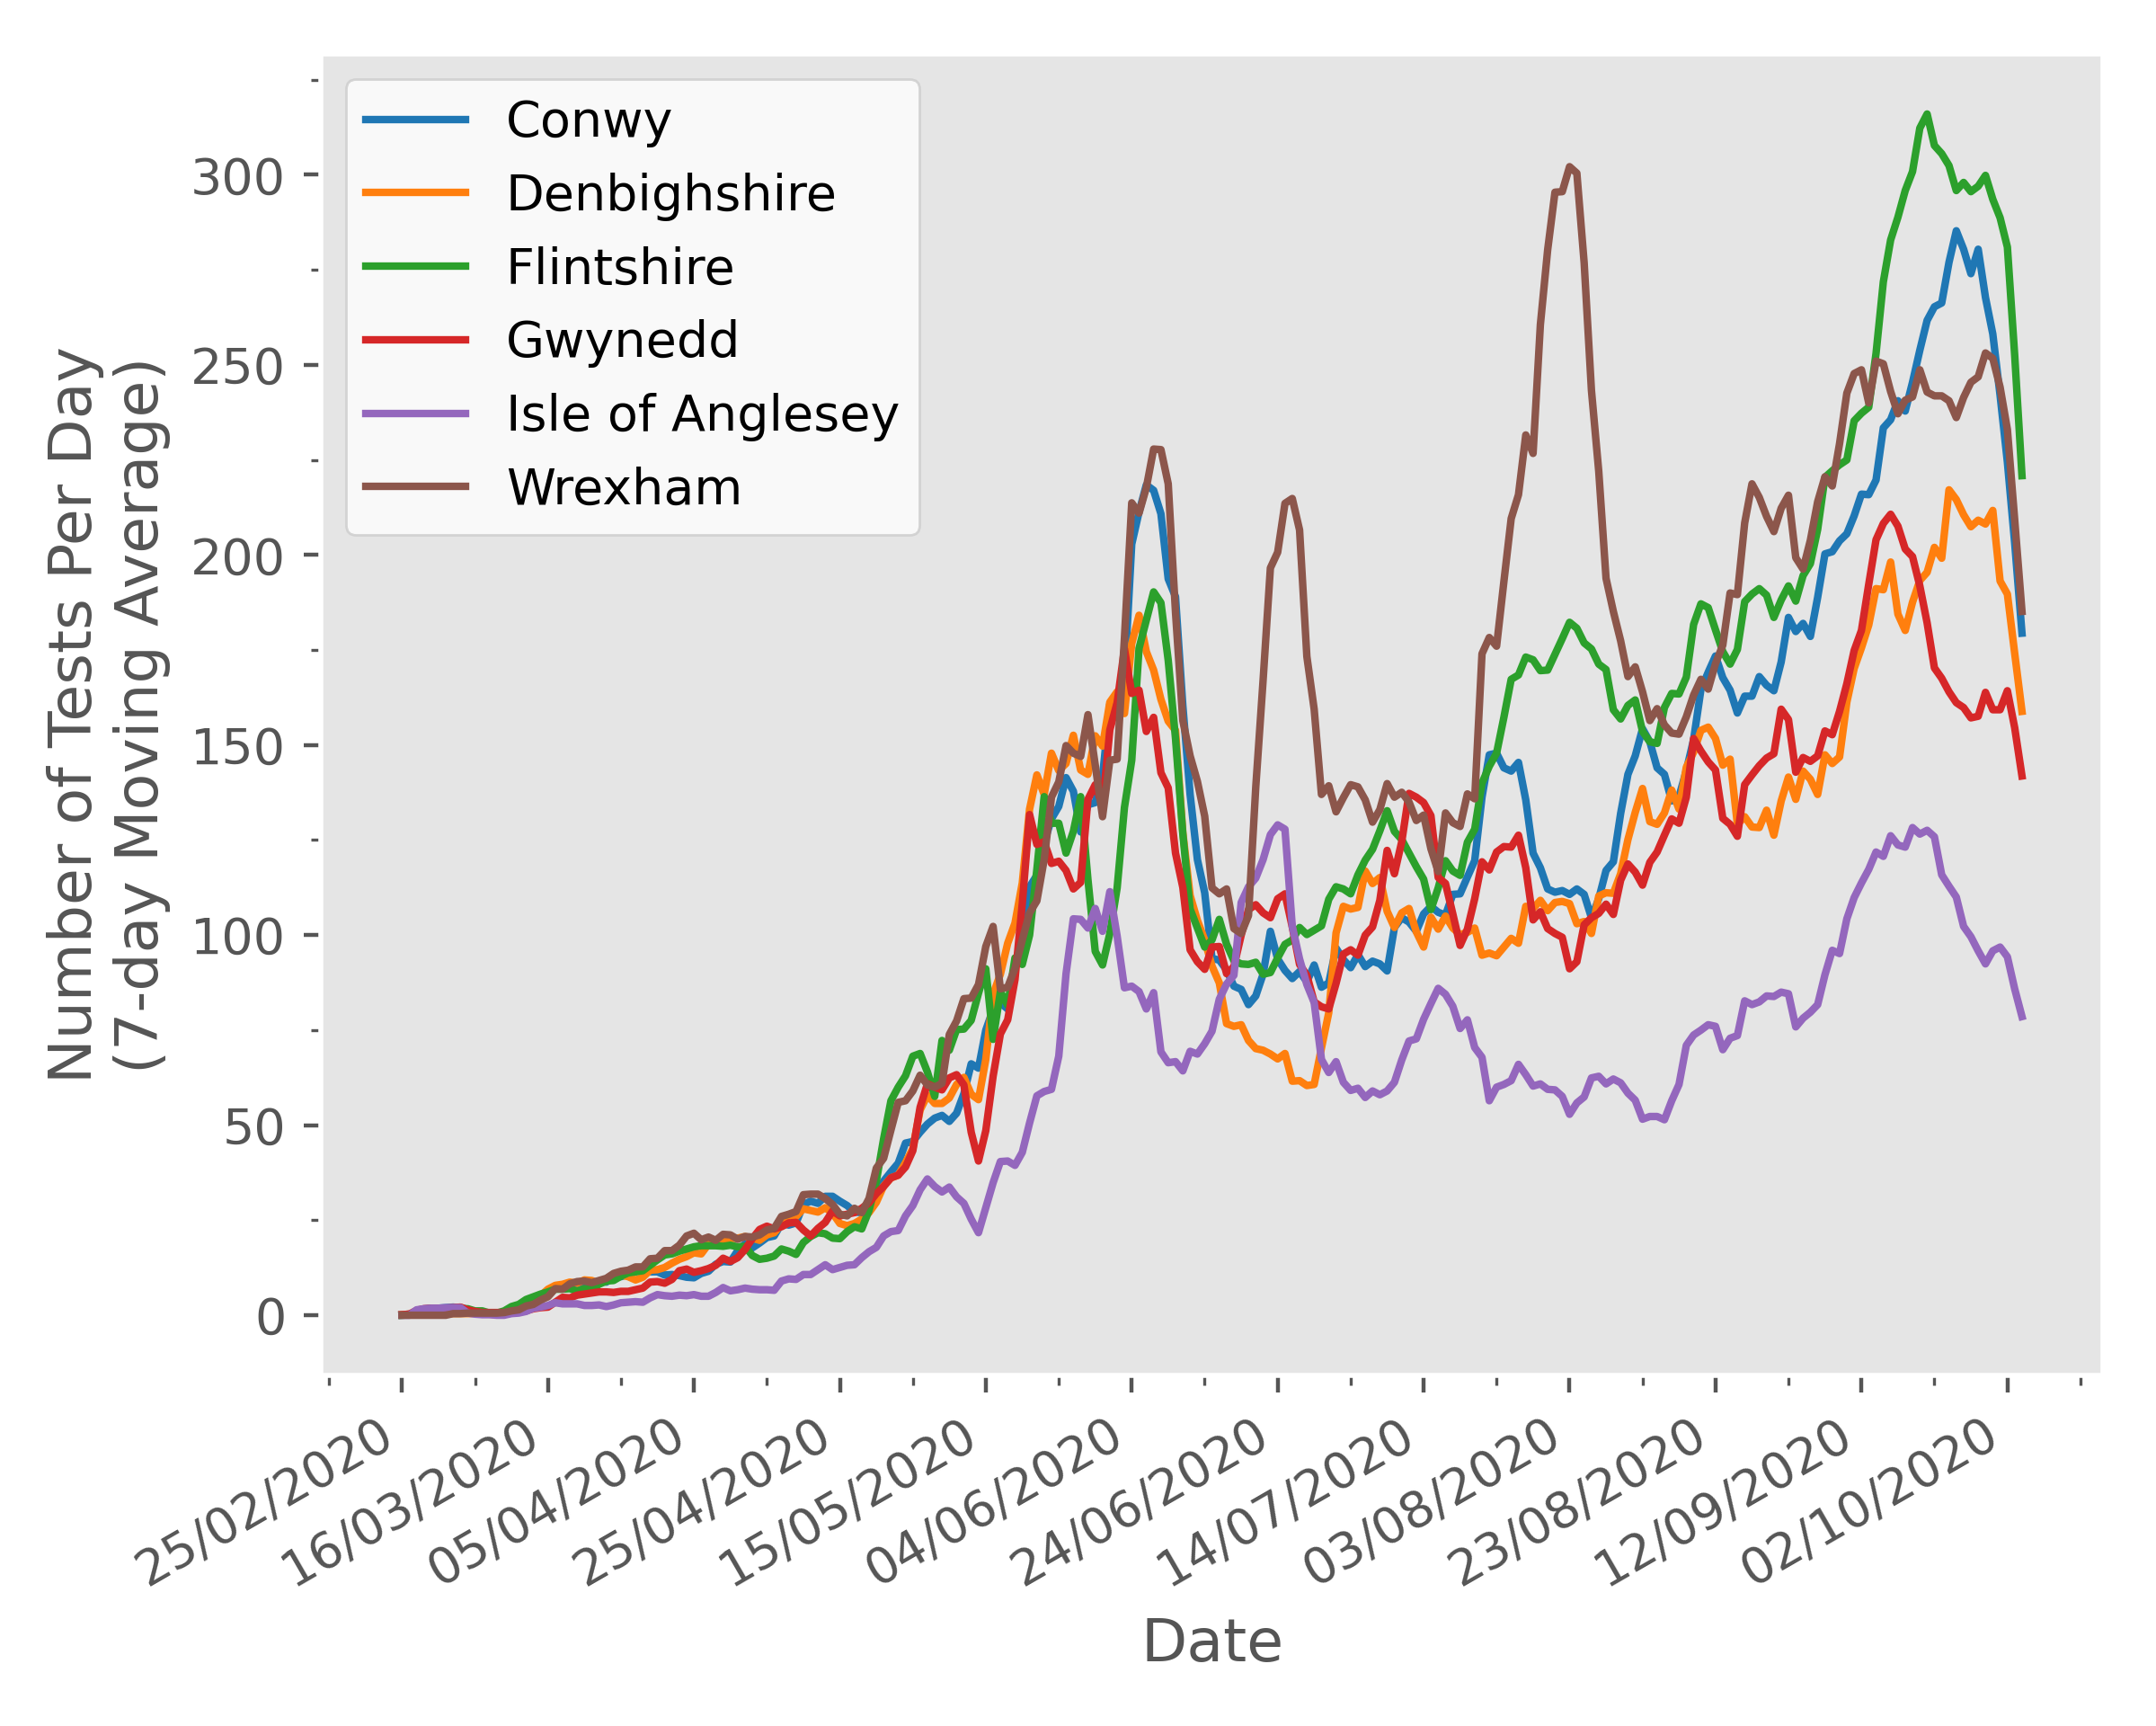 Conwy
Denbighshire
Flintshire
Gwynedd
Isle of Anglesey
Wrexham
Number of Tests Per Day
(7-day Moving Average)
300
250
200
150
100
50
0
25/02/2020
16/03/2020
05/04/2020
25/04/2020
15/05/2020
04/06/2020
24/06/2020
14/07/2020
03/08/2020
23/08/2020
12/09/2020
02/10/2020
Date